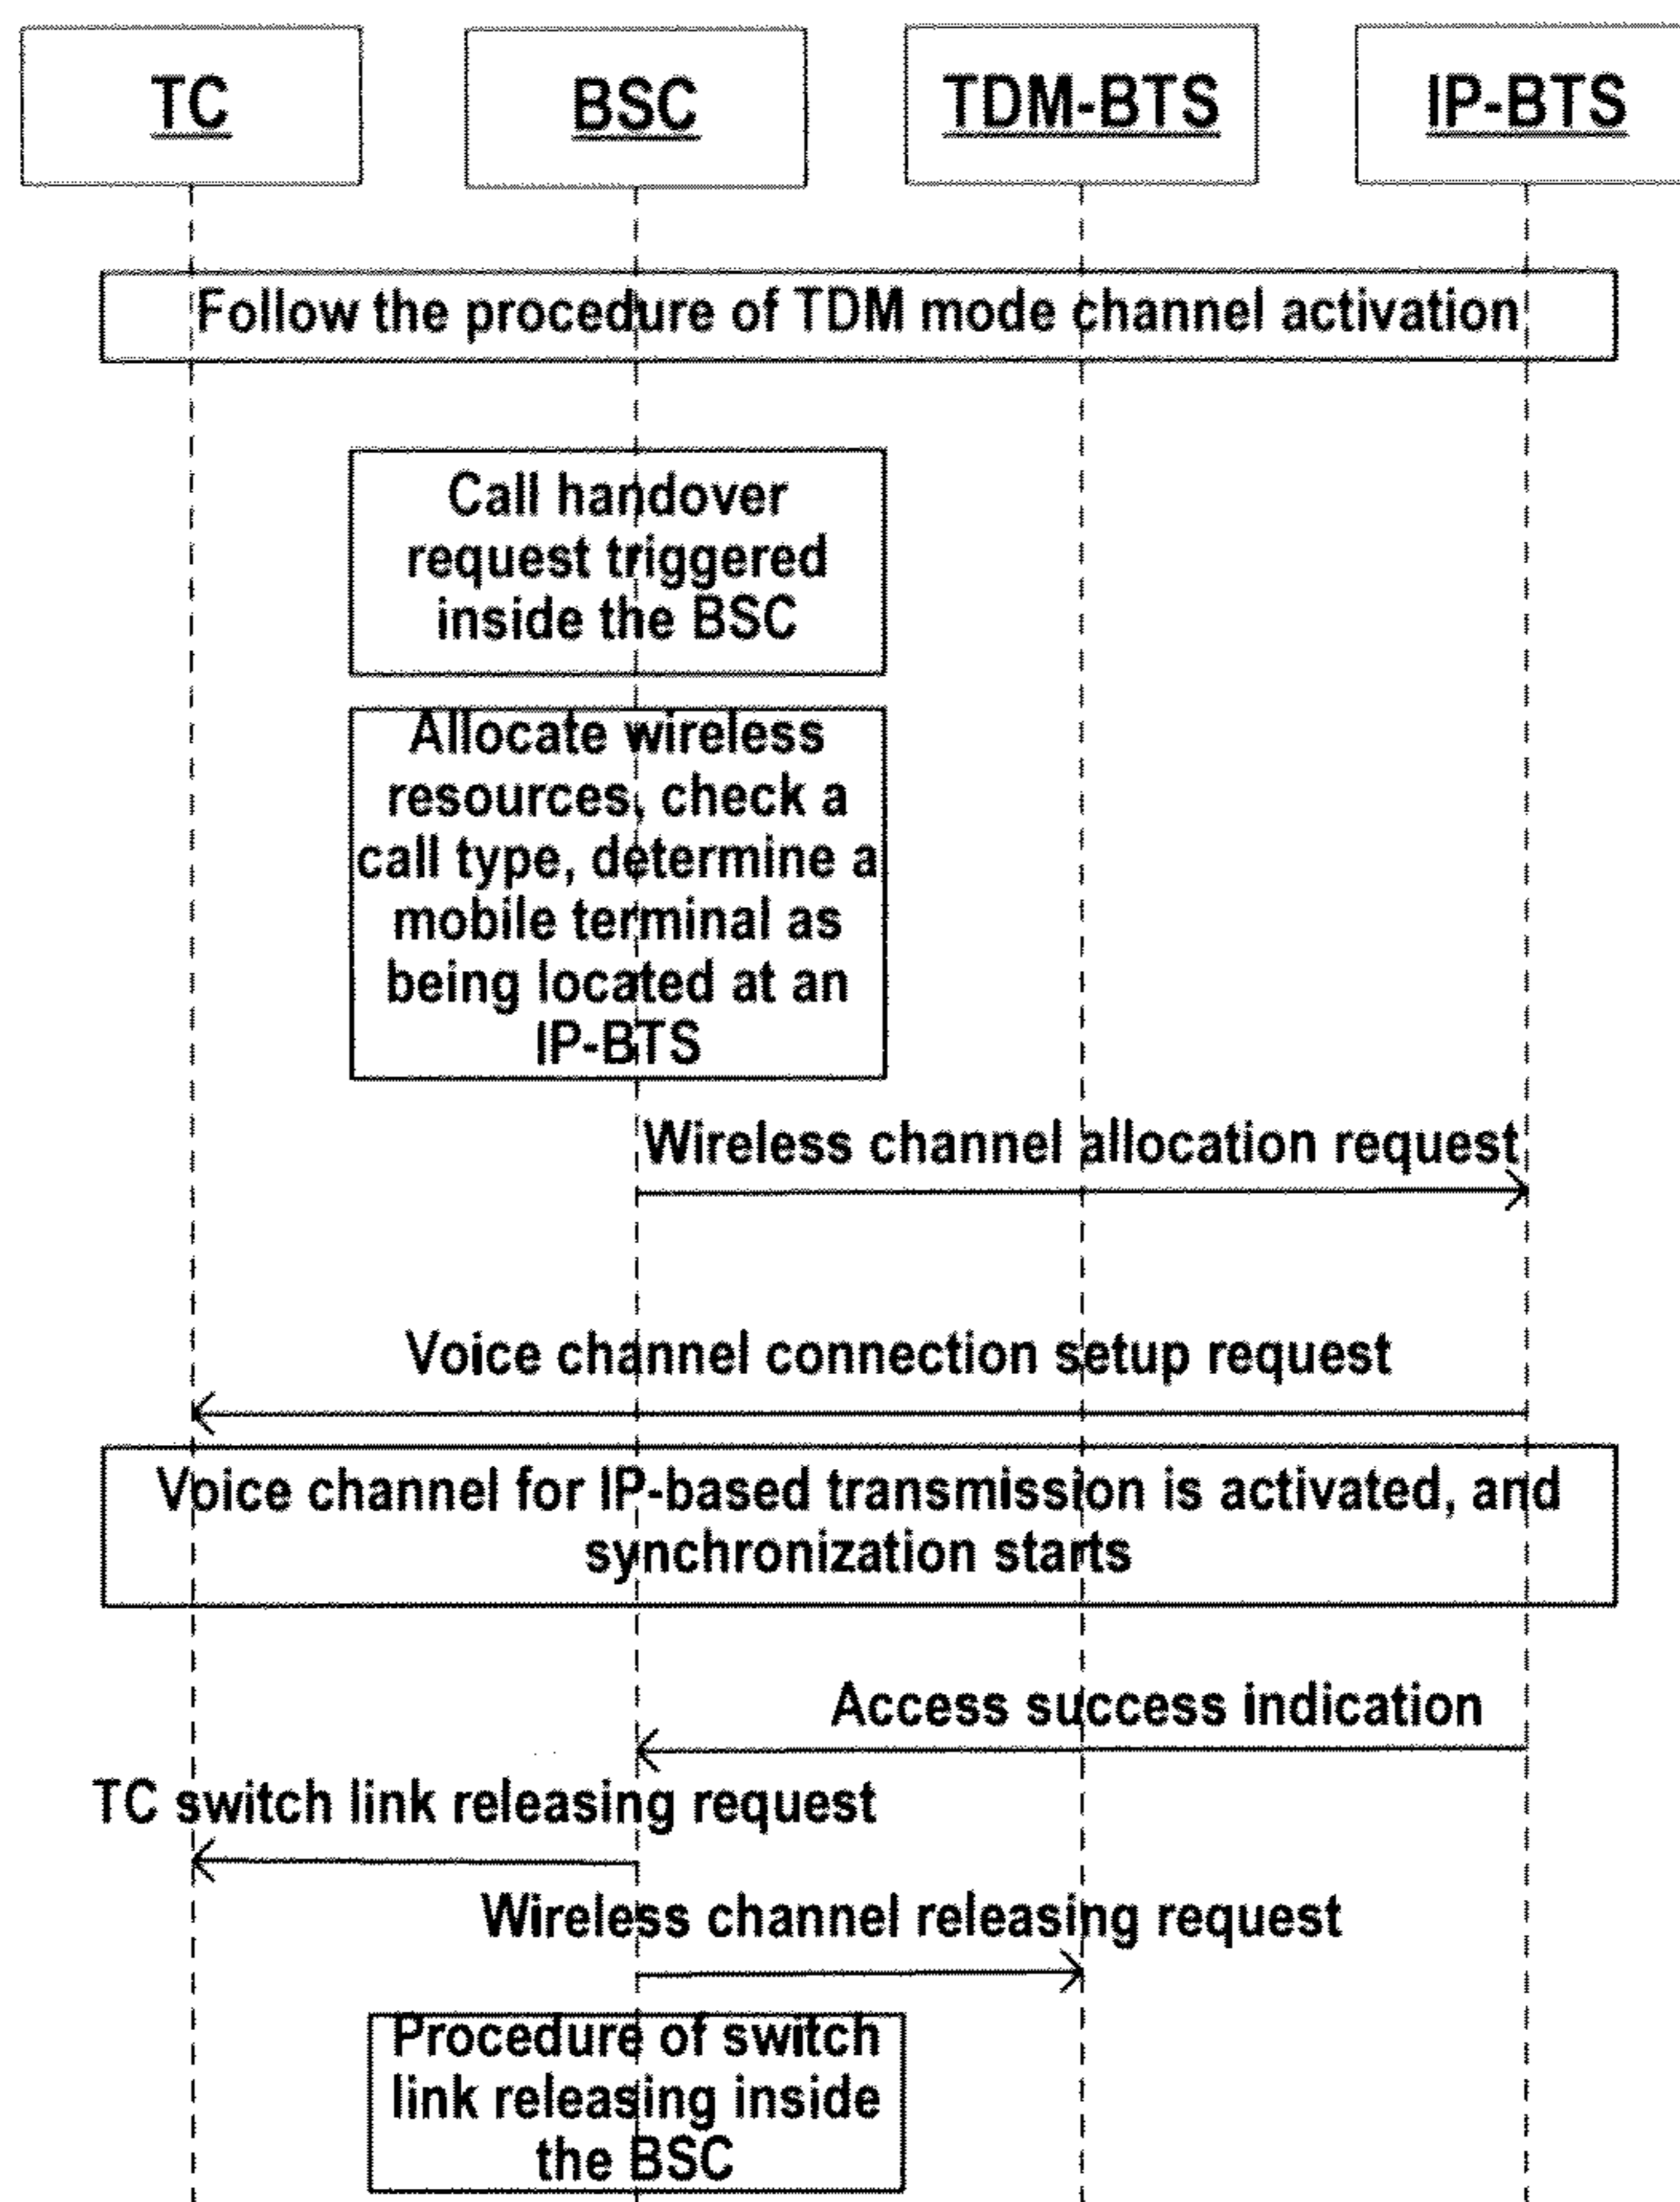 TC
BSC
TDM-BTS
IP-BTS
Follow the procedure of TDM mode channel activation
Call handover
request triggered
inside the BSC
Allocate wireless
resources, check a
call type, determine a
mobile terminal as
being located at an
IP-BTS
Wireless channel allocation request
Voice channel connection setup request
Voice channel for IP-based transmission is activated, and
synchronization starts
Access success indication
TC switch link releasing request
Wireless channel releasing request
Procedure of switch
link releasing inside
the BSC